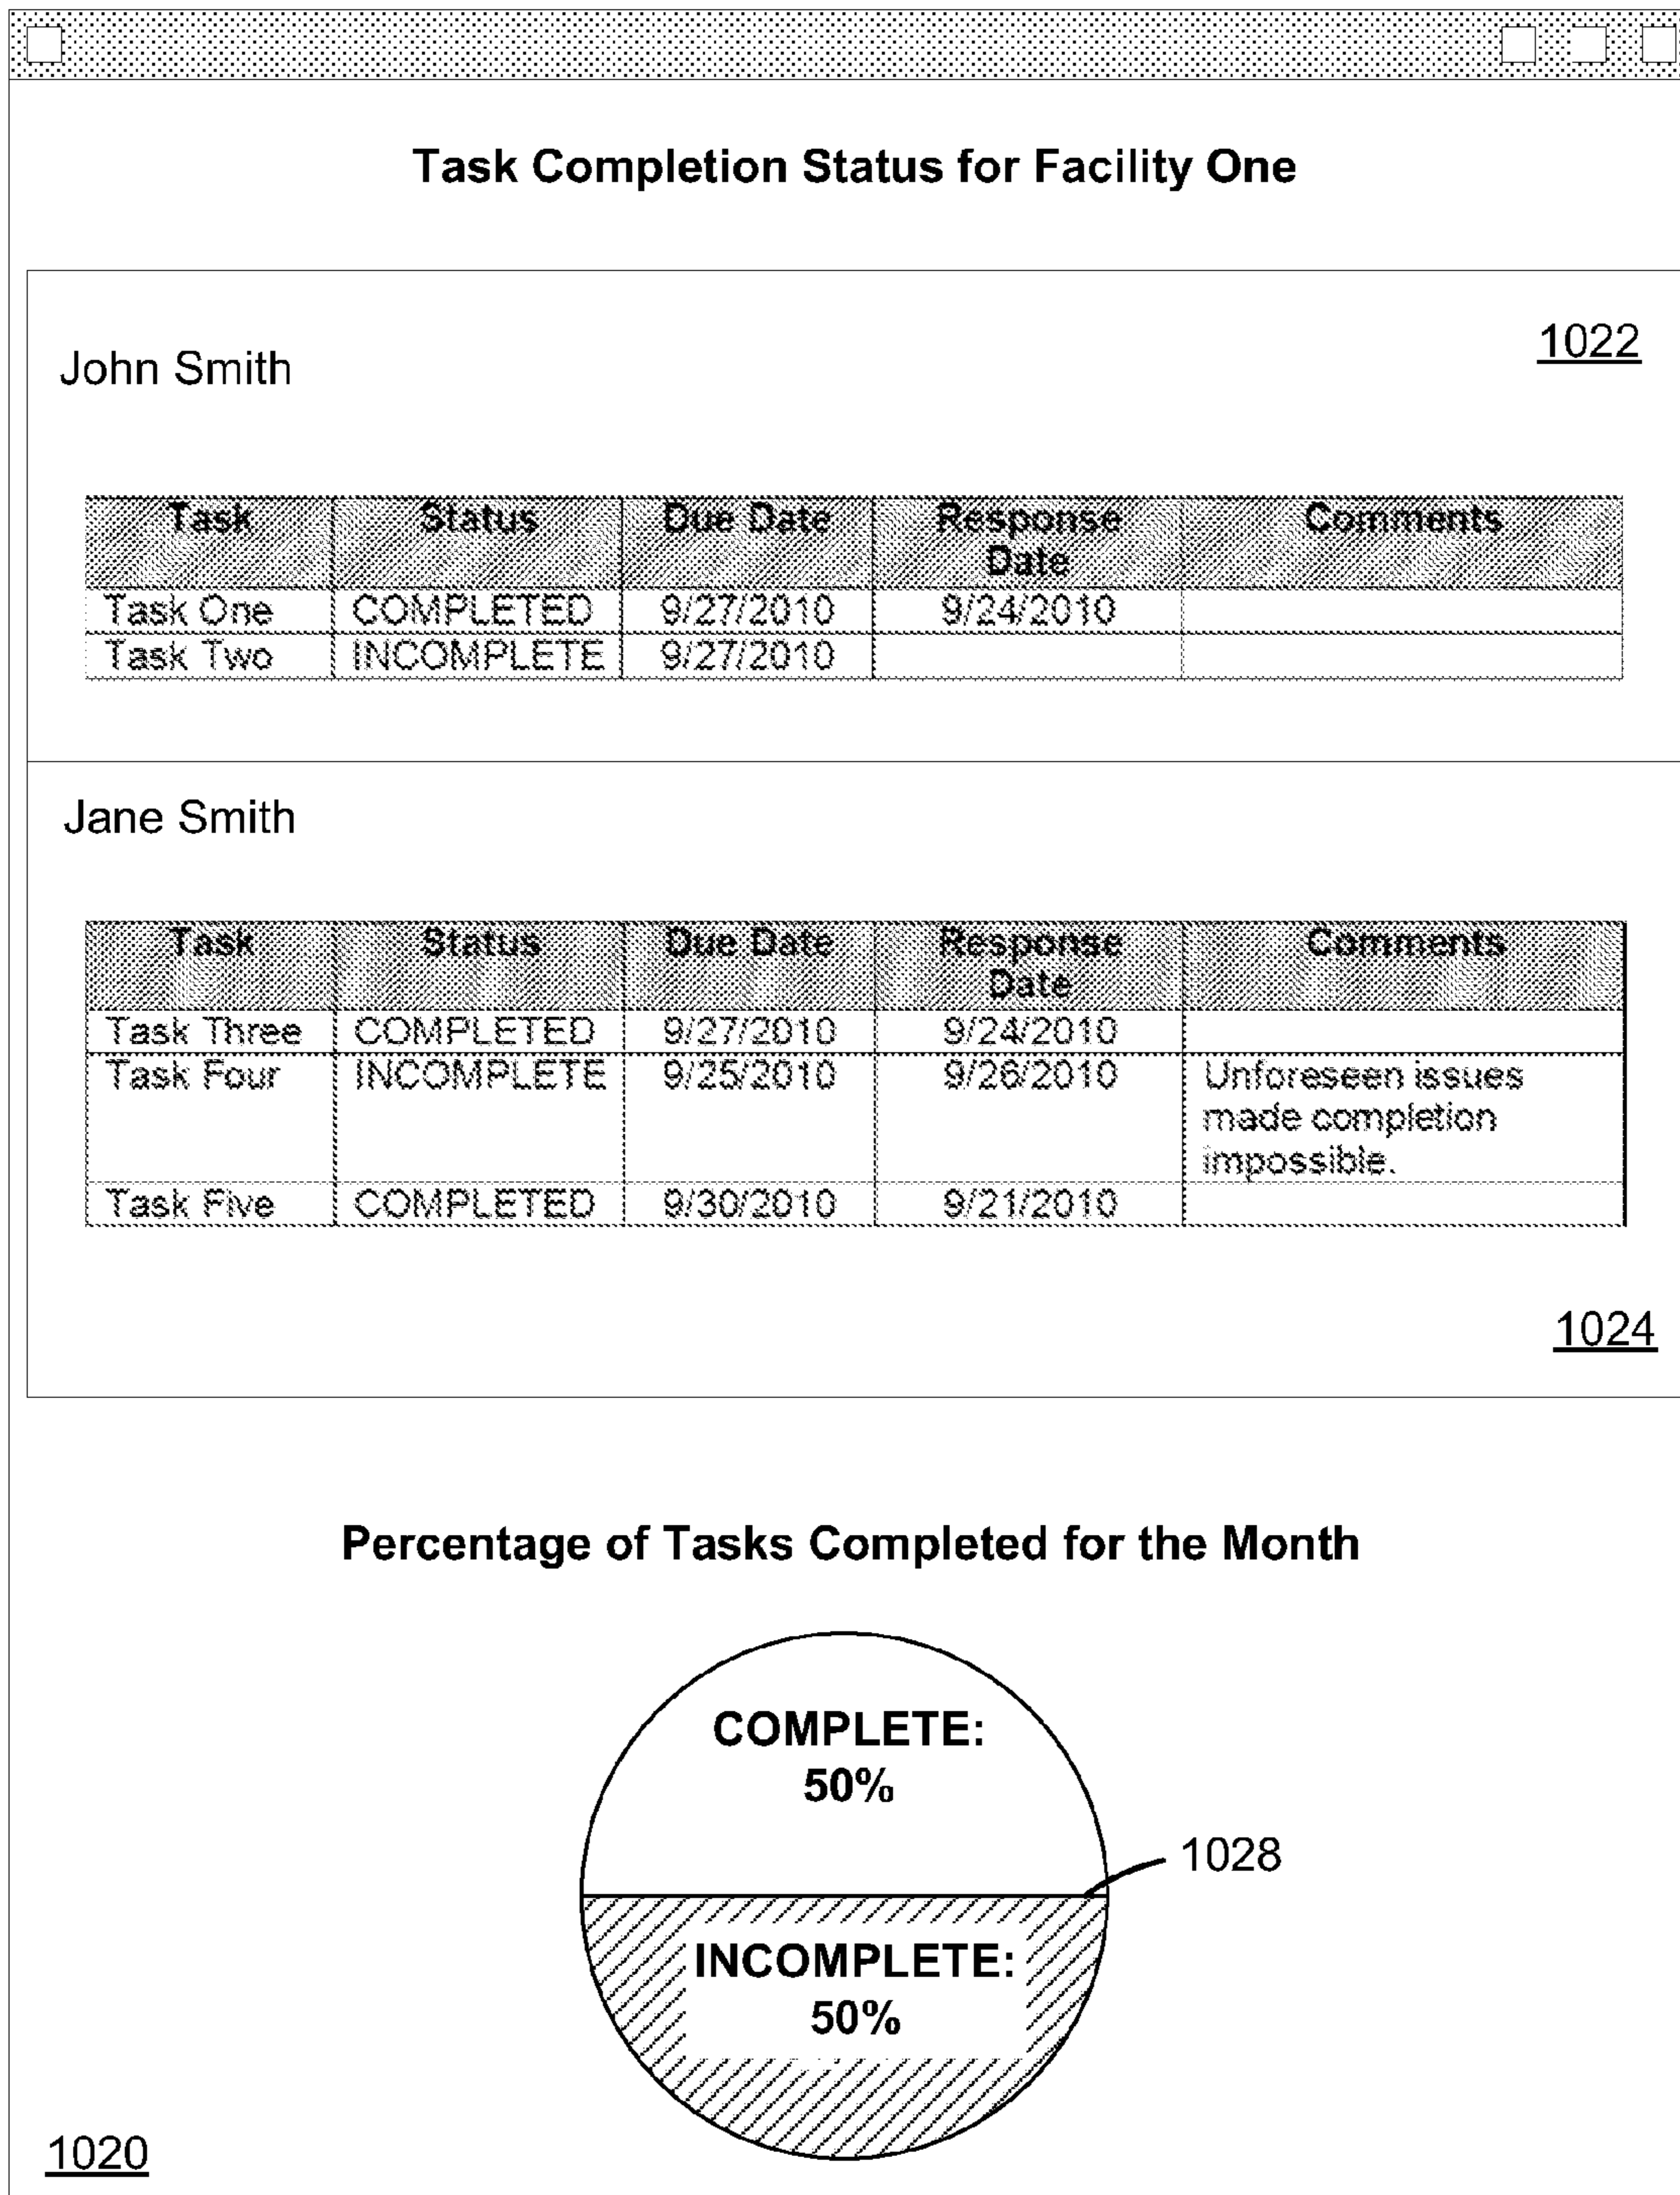 Task Completion Status for Facility One
1022
John Smith
Task Status Due Date Response Date Comments
Task One COMPLETED 9/27/2010 9/24/2010
Task Two INCOMPLETE 9/27/2010
Jane Smith
Task Status Due Date Response Date Comments
Task Three COMPLETED 9/27/2010 9/24/2010
Task Four INCOMPLETE 9/25/2010 9/26/2010 Unforeseen issues
made completion
impossible.
Task Five COMPLETED 9/30/2010 9/21/2010
1024
Percentage of Tasks Completed for the Month
COMPLETE:
50%
1028
INCOMPLETE:
50%
1020